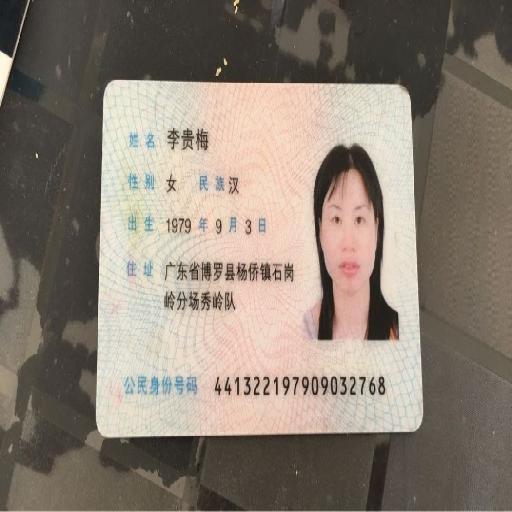 姓名 李贵梅
性别 女 民族 汉
出生 1979 年 9 月 3 日
住址 广东省博罗县杨侨镇石岗
岭分场秀岭队
公民身份号码 441322197909032768